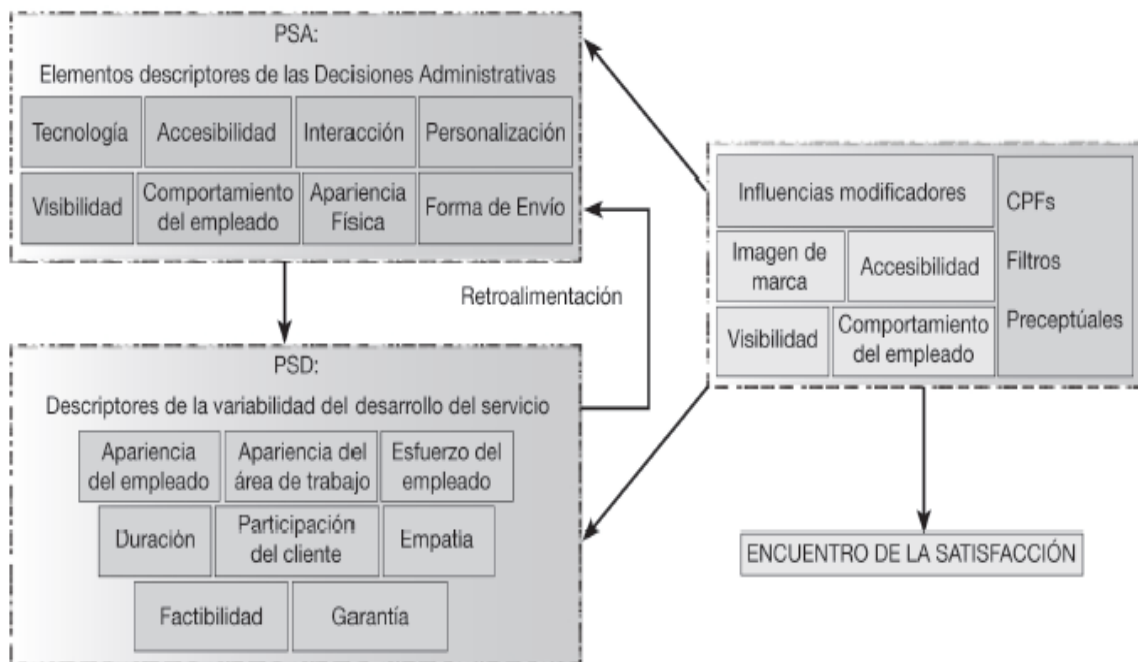 PSA:
Elementos descriptores de las Decisiones Administrativas
Tecnología
Accesibilidad
Interacción
Personalización
Visibilidad
Comportamiento
del empleado
Apariencia
Física
Forma de Envío
Retroalimentación
PSD:
Descriptores de la variabilidad del desarrollo del servicio
Apariencia
del empleado
Apariencia del
área de trabajo
Esfuerzo del
empleado
Duración
Participación
del cliente
Empatia
Factibilidad
Garantía
Influencias modificadores
Imagen de
marca
Accesibilidad
Visibilidad
Comportamiento
del empleado
CPFs
Filtros
Preceptúales
ENCUENTRO DE LA SATISFACCIÓN